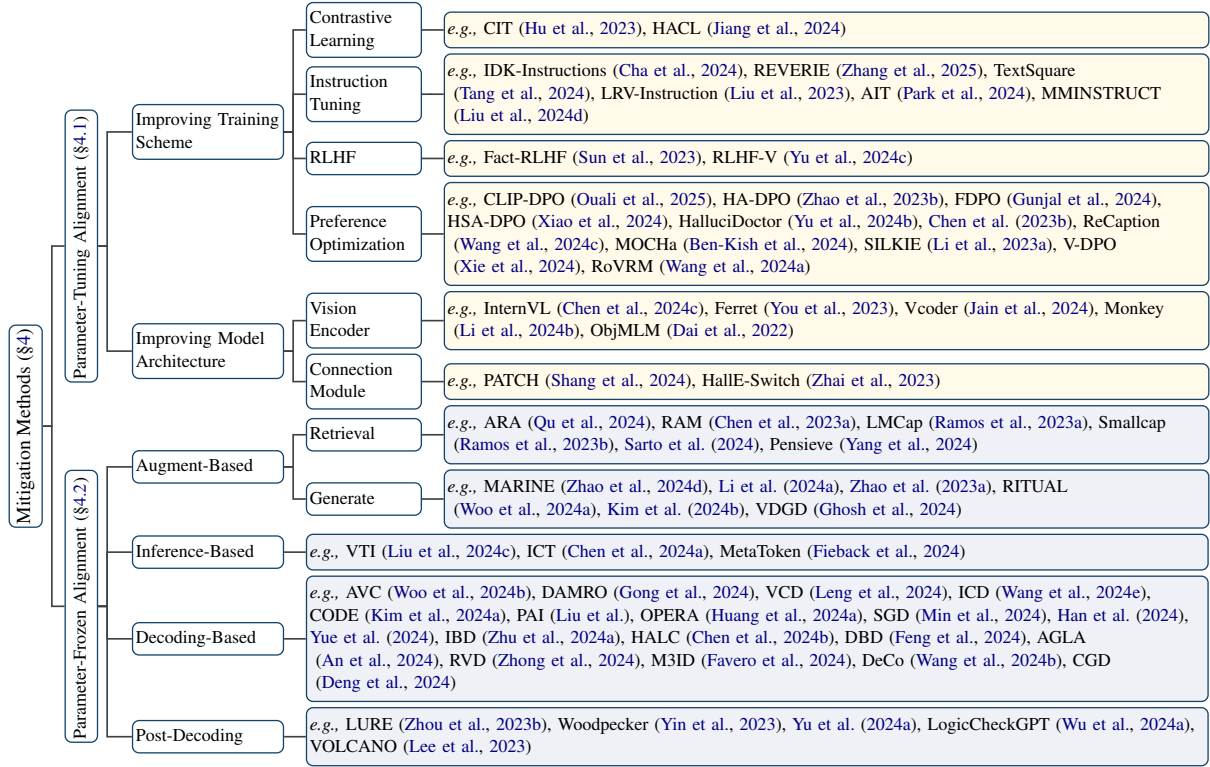 Mitigation Methods (§4)
Parameter-Tuning Alignment (§4.1)
Improving Training
Scheme
Contrastive
Learning
e.g., CIT (Hu et al., 2023), HACL (Jiang et al., 2024)
Instruction
Tuning
e.g., IDK-Instructions (Cha et al., 2024), REVERIE (Zhang et al., 2025), TextSquare
(Tang et al., 2024), LRV-Instruction (Liu et al., 2023), AIT (Park et al., 2024), MMINSTRUCT
(Liu et al., 2024d)
RLHF
e.g., Fact-RLHF (Sun et al., 2023), RLHF-V (Yu et al., 2024c)
Preference
Optimization
e.g., CLIP-DPO (Ouali et al., 2025), HA-DPO (Zhao et al., 2023b), FDPO (Gunjal et al., 2024),
HSA-DPO (Xiao et al., 2024), HalluciDoctor (Yu et al., 2024b), Chen et al. (2023b), ReCaption
(Wang et al., 2024c), MOCHa (Ben-Kish et al., 2024), SILKIE (Li et al., 2023a), V-DPO
(Xie et al., 2024), RoVRM (Wang et al., 2024a)
Improving Model
Architecture
Vision
Encoder
e.g., InternVL (Chen et al., 2024c), Ferret (You et al., 2023), Vcoder (Jain et al., 2024), Monkey
(Li et al., 2024b), ObjMLM (Dai et al., 2022)
Connection
Module
e.g., PATCH (Shang et al., 2024), HallE-Switch (Zhai et al., 2023)
Parameter-Frozen Alignment (§4.2)
Augment-Based
Retrieval
e.g., ARA (Qu et al., 2024), RAM (Chen et al., 2023a), LMCap (Ramos et al., 2023a), Smallcap
(Ramos et al., 2023b), Sarto et al. (2024), Pensieve (Yang et al., 2024)
Generate
e.g., MARINE (Zhao et al., 2024d), Li et al. (2024a), Zhao et al. (2023a), RITUAL
(Woo et al., 2024a), Kim et al. (2024b), VDGD (Ghosh et al., 2024)
Inference-Based
e.g., VTI (Liu et al., 2024c), ICT (Chen et al., 2024a), MetaToken (Fieback et al., 2024)
Decoding-Based
e.g., AVC (Woo et al., 2024b), DAMRO (Gong et al., 2024), VCD (Leng et al., 2024), ICD (Wang et al., 2024e),
CODE (Kim et al., 2024a), PAI (Liu et al.), OPERA (Huang et al., 2024a), SGD (Min et al., 2024), Han et al. (2024),
Yue et al. (2024), IBD (Zhu et al., 2024a), HALC (Chen et al., 2024b), DBD (Feng et al., 2024), AGLA
(An et al., 2024), RVD (Zhong et al., 2024), M3ID (Favero et al., 2024), DeCo (Wang et al., 2024b), CGD
(Deng et al., 2024)
Post-Decoding
e.g., LURE (Zhou et al., 2023b), Woodpecker (Yin et al., 2023), Yu et al. (2024a), LogicCheckGPT (Wu et al., 2024a),
VOLCANO (Lee et al., 2023)